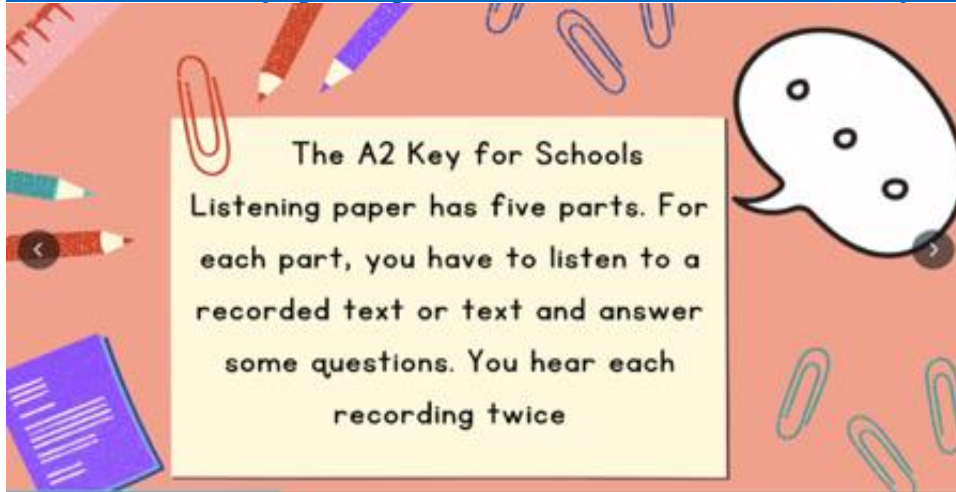 The A2 Key for Schools
Listening paper has five parts. For
each part, you have to listen to a
recorded text or text and answer
some questions. You hear each
recording twice